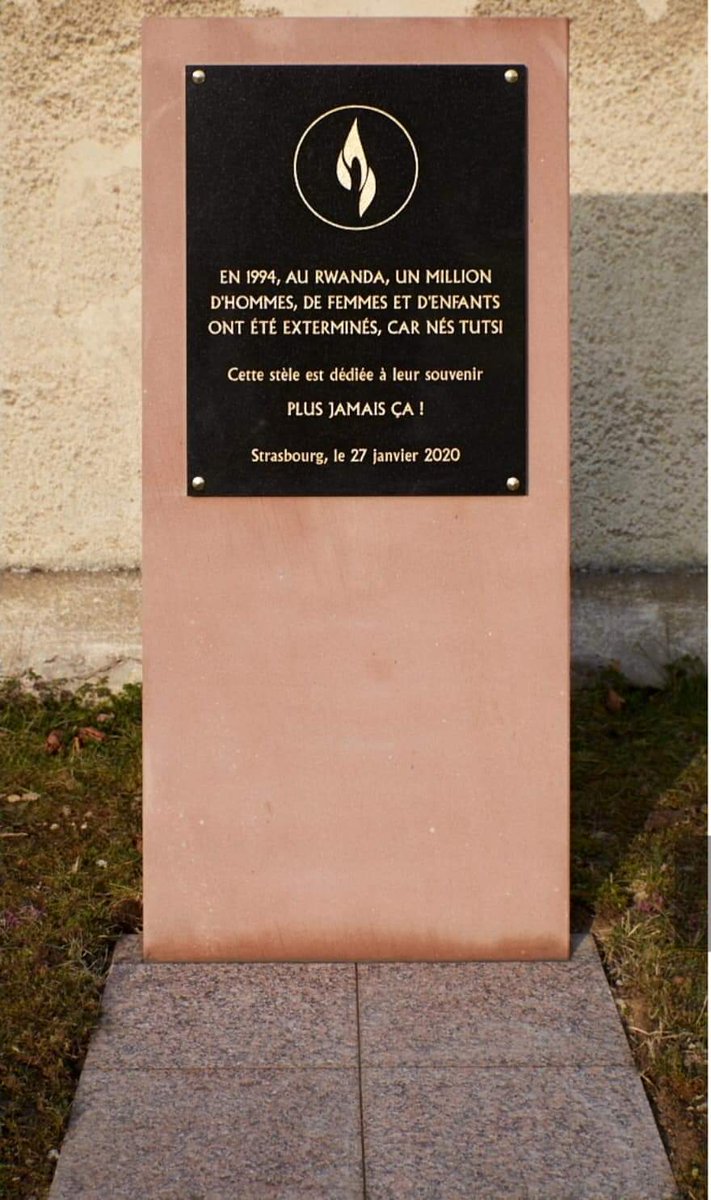 EN 1994, AU RWANDA, UN MILLION
D'HOMMES, DE FEMMES ET D'ENFANTS
ONT ÉTÉ EXTERMINÉS, CAR NÉS TUTSI
Cette stèle est dédiée à leur souvenir
PLUS JAMAIS ÇA !
Strasbourg, le 27 janvier 2020